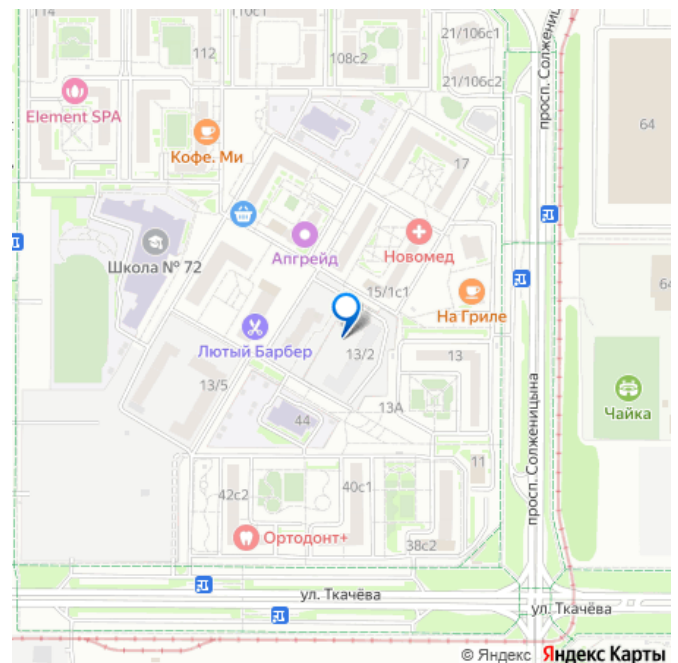 114
110с1
112
108с2
21/106с1
21/106с2
просп. Солженицы
64
Element SPA
Кофе. Ми
17
Школа № 72
Апгрейд
Новомед
15/1с1
64
На Гриле
Лютый Барбер
13/2
13
13/5
13А
Чайка
44
просп. Солженицына
11
42с2
40с1
Ортодонт+
38с2
ул. Ткачёва
ул. Ткачёва
© Яндекс Яндекс Карты